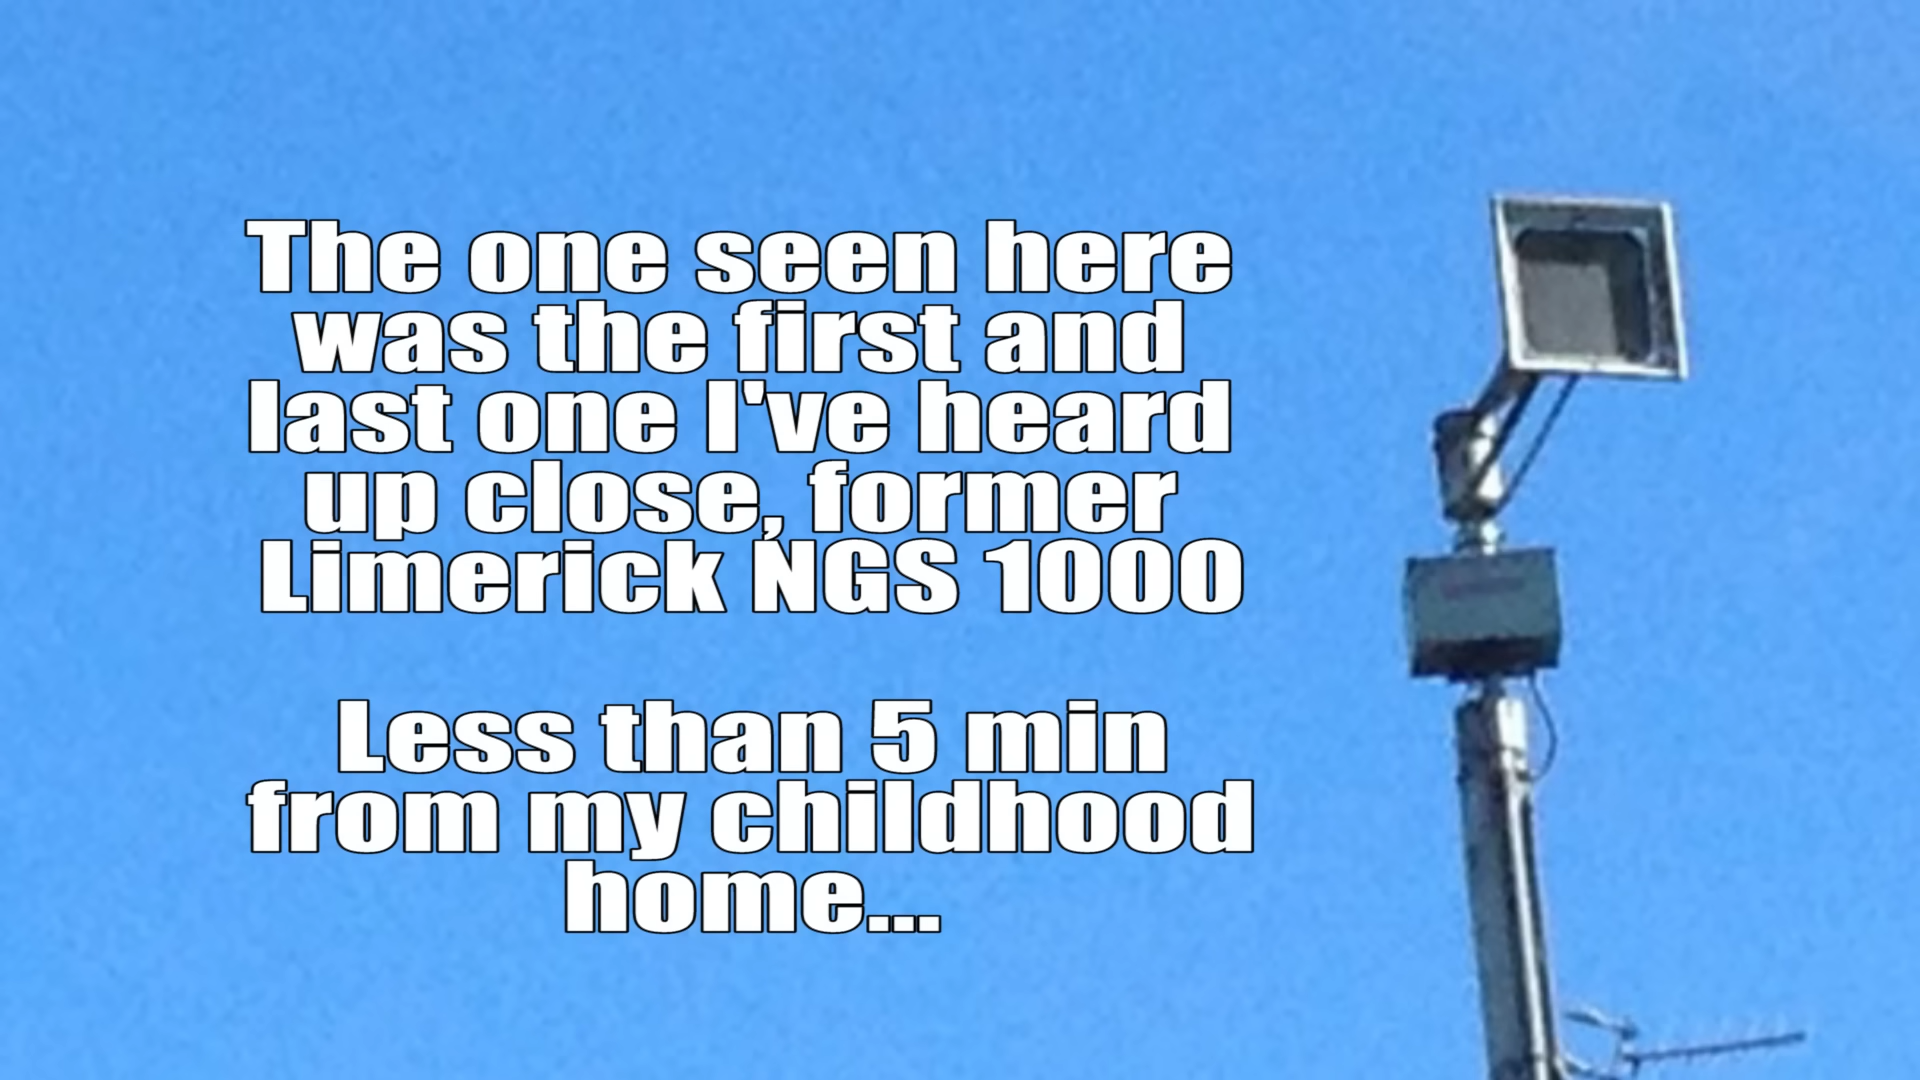 The one seen here
was the first and
last one I've heard
up close, former
Limerick NGS 1000
Less than 5 min
from my childhood
home...